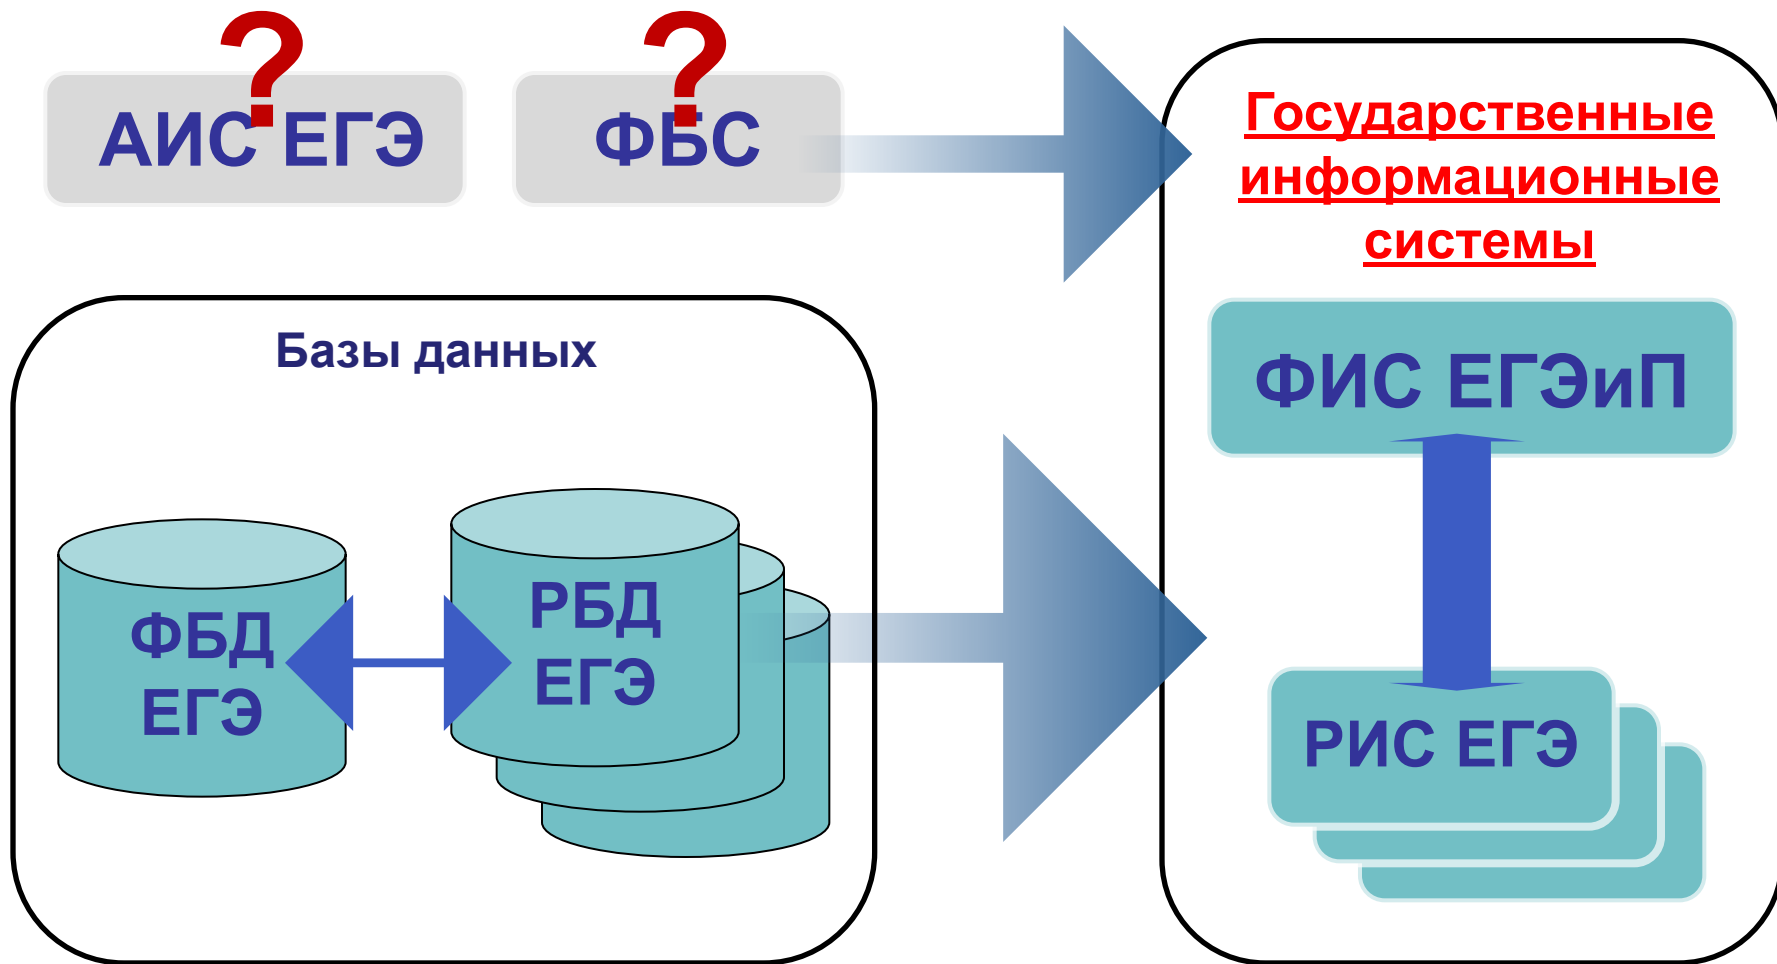 ?
?
АИС ЕГЭ
ФБС
Государственные
информационные
системы
Базы данных
ФИС ЕГЭиП
ФБД
ЕГЭ
РБД
ЕГЭ
РИС ЕГЭ